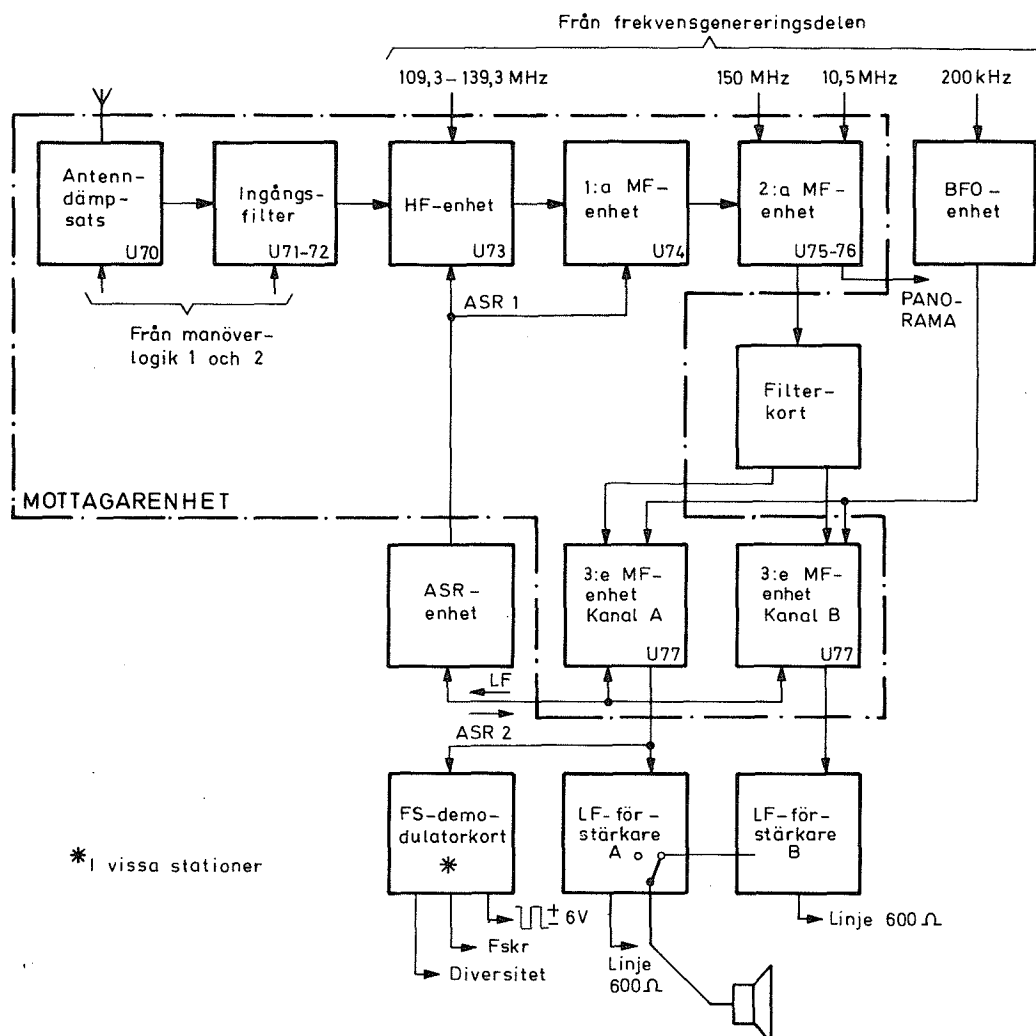 Från frekvensgenereringsdelen
109,3–139,3 MHz
150 MHz
10,5 MHz
200 kHz
Antenn-
dämp-
sats
U70
Ingångs-
filter
U71-72
HF-enhet
U73
1:a MF-
enhet
U74
2:a MF-
enhet
U75-76
BFO-
enhet
ASR 1
PANO-
RAMA
Från manöver-
logik 1 och 2
Filter-
kort
MOTTAGARENHET
ASR-
enhet
3:e MF-
enhet
Kanal A
U77
3:e MF-
enhet
Kanal B
U77
LF
ASR 2
FS-demo-
dulatorkort
*
LF-för-
stärkare
A
LF-för-
stärkare
B
*I vissa stationer
± 6V
Fskr
Diversitet
Linje
600 Ω
Linje 600 Ω